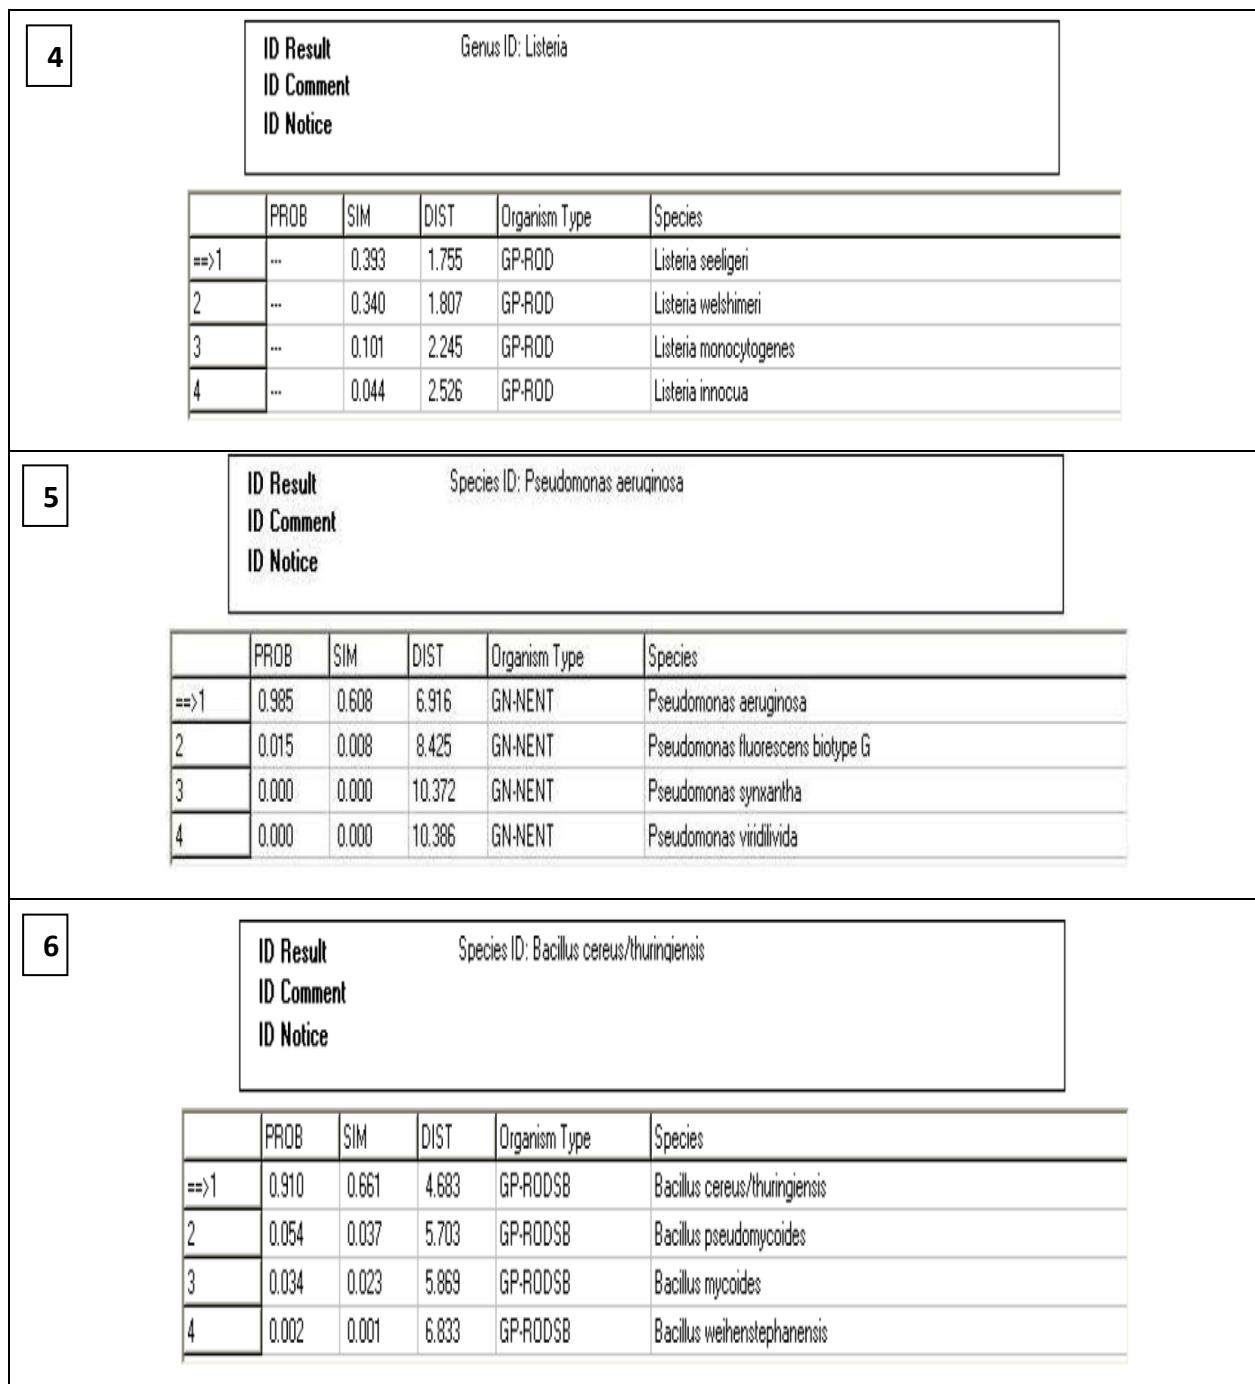 4
ID Result Genus ID: Listeria
ID Comment
ID Notice
PROB SIM DIST Organism Type Species
==>1 --- 0.393 1.755 GP-ROD Listeria seeligeri
2 --- 0.340 1.807 GP-ROD Listeria welshimeri
3 --- 0.101 2.245 GP-ROD Listeria monocytogenes
4 --- 0.044 2.526 GP-ROD Listeria innocua
5
ID Result Species ID: Pseudomonas aeruginosa
ID Comment
ID Notice
PROB SIM DIST Organism Type Species
==>1 0.985 0.608 6.916 GN-NENT Pseudomonas aeruginosa
2 0.015 0.008 8.425 GN-NENT Pseudomonas fluorescens biotype G
3 0.000 0.000 10.372 GN-NENT Pseudomonas synxantha
4 0.000 0.000 10.386 GN-NENT Pseudomonas viridilivida
6
ID Result Species ID: Bacillus cereus/thuringiensis
ID Comment
ID Notice
PROB SIM DIST Organism Type Species
==>1 0.910 0.661 4.683 GP-RODSB Bacillus cereus/thuringiensis
2 0.054 0.037 5.703 GP-RODSB Bacillus pseudomycoides
3 0.034 0.023 5.869 GP-RODSB Bacillus mycoides
4 0.002 0.001 6.833 GP-RODSB Bacillus weihenstephanensis